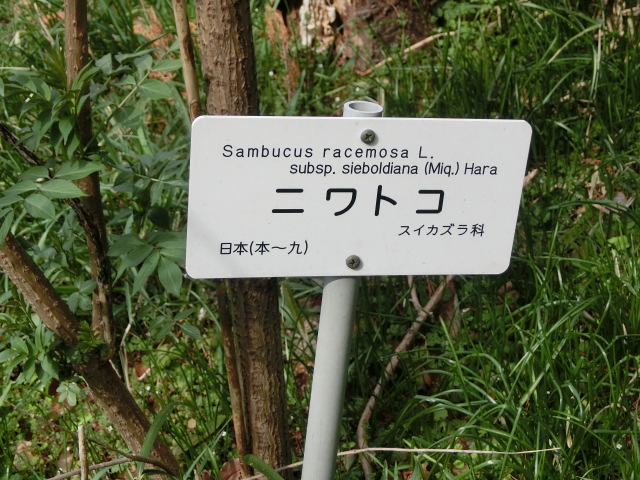 Sambucus racemosa L.
subsp. sieboldiana (Miq.) Hara
ニワトコ
スイカズラ科
日本(本〜九)